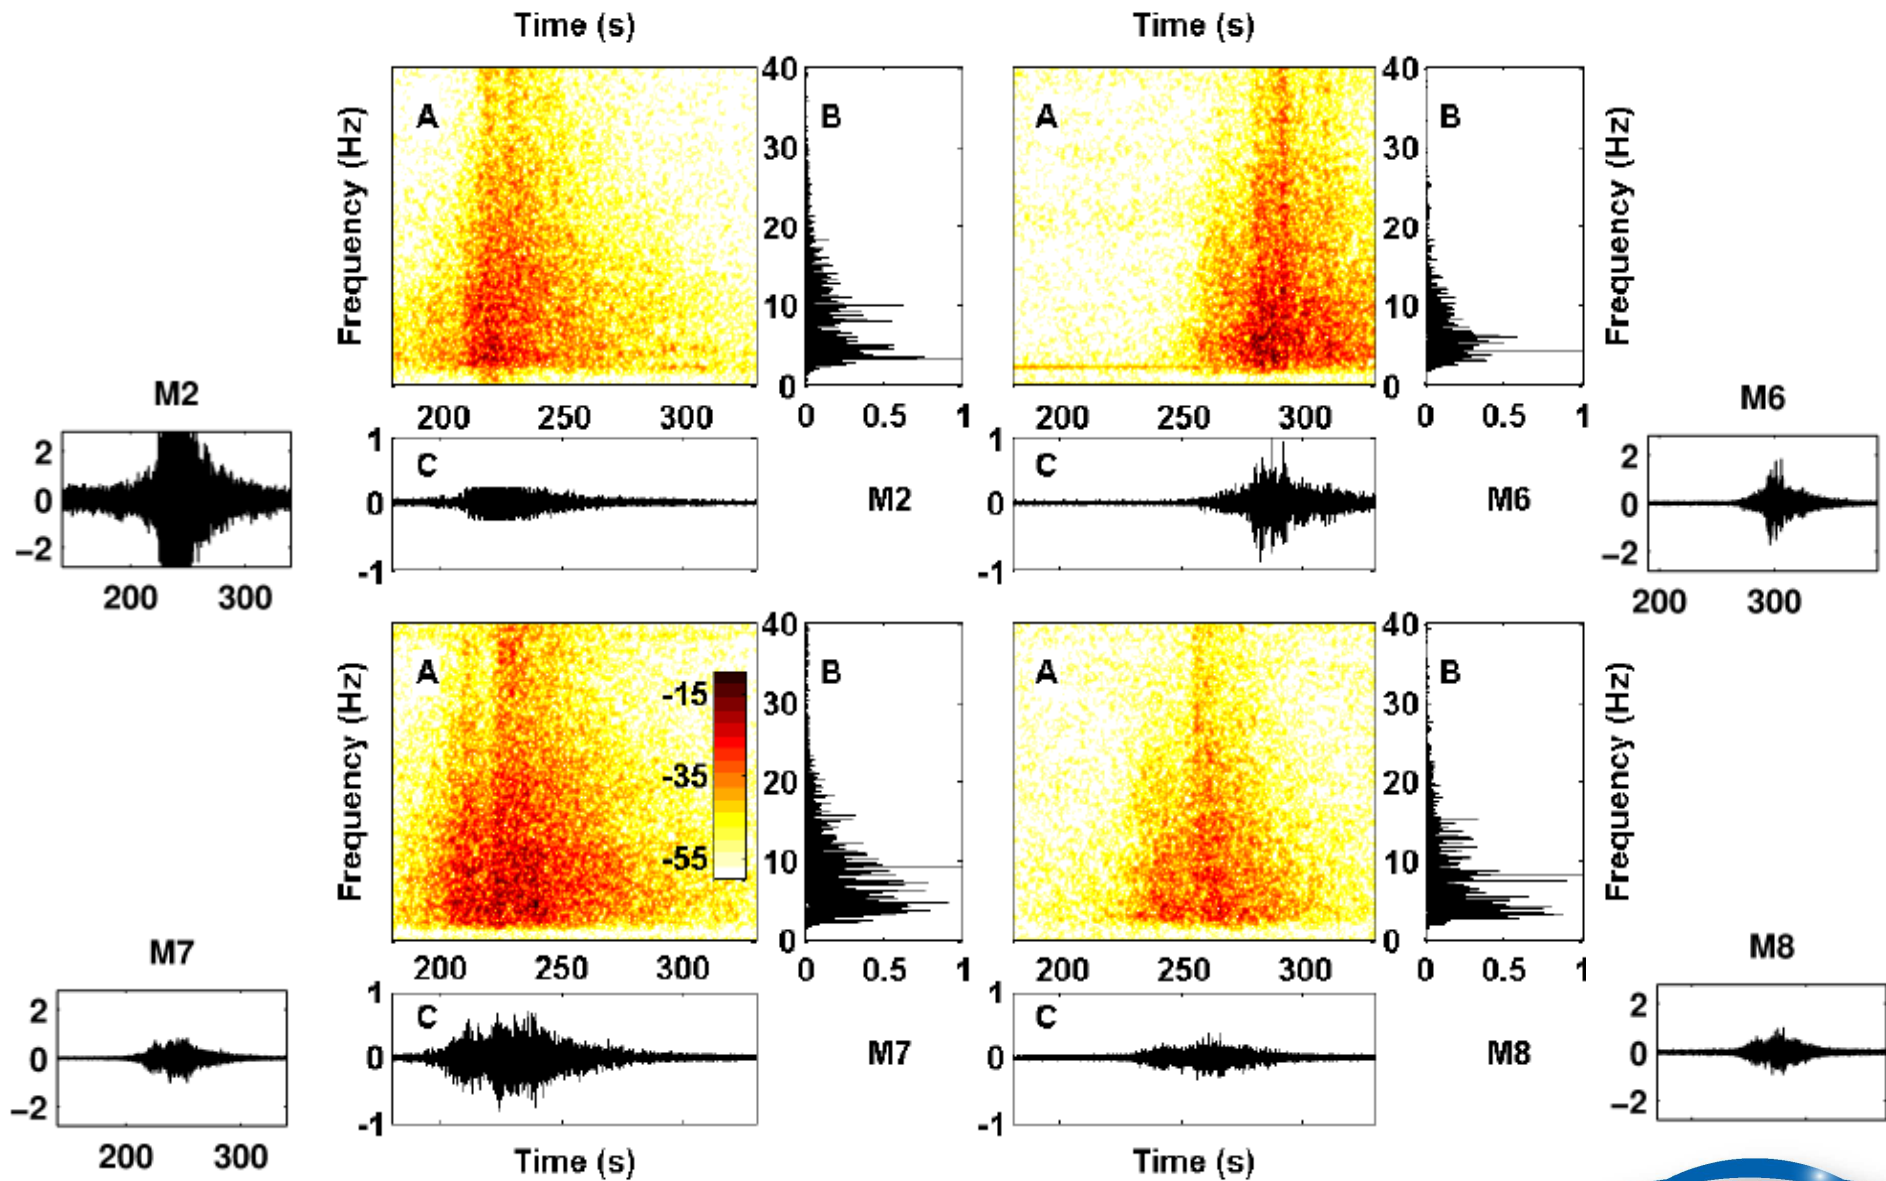 Time (s) Time (s)
40 40
A B A B
Frequency (Hz) 30 30 Frequency (Hz)
20 20
10 10
0 0
M2 200 250 300 0 0.5 1 200 250 300 0 0.5 1 M6
2 1 C 1 C 2
0 0 M2 0 M6 0
−2 -1 -1 −2
200 300 200 300
40 40
A B A B
Frequency (Hz) -15 30 30 Frequency (Hz)
-35 20 20
-55 10 10
0 0
M7 200 250 300 0 0.5 1 200 250 300 0 0.5 1 M8
2 1 C 1 C 2
0 0 M7 0 M8 0
−2 -1 -1 −2
200 300
Time (s) Time (s)